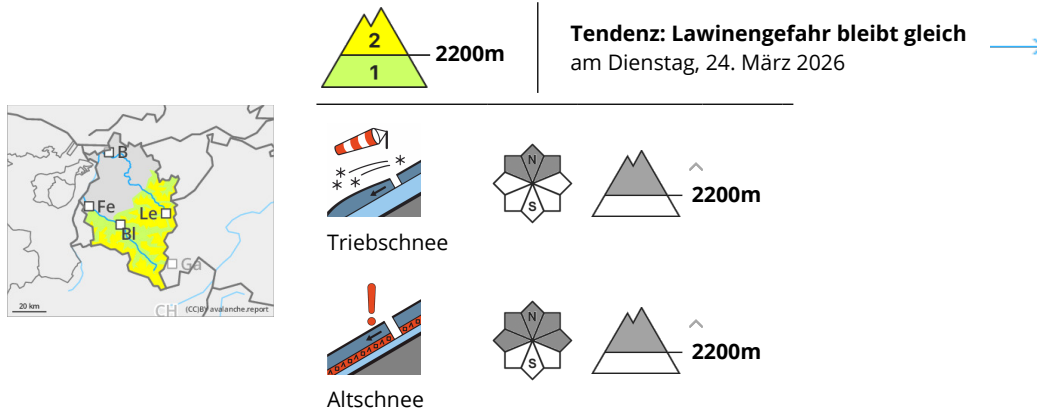 2
1
2200m
Tendenz: Lawinengefahr bleibt gleich
am Dienstag, 24. März 2026
B
Fe
Le
Bl
Ga
CH
20 km
(CC)BY avalanche.report
N
S
2200m
Triebschnee
N
S
2200m
Altschnee